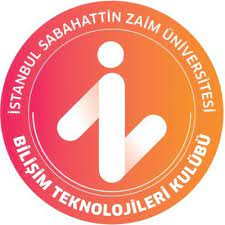 İSTANBUL SABAHATTİN ZAİM ÜNİVERSİTESİ
BİLİŞİM TEKNOLOJİLERİ KULÜBÜ